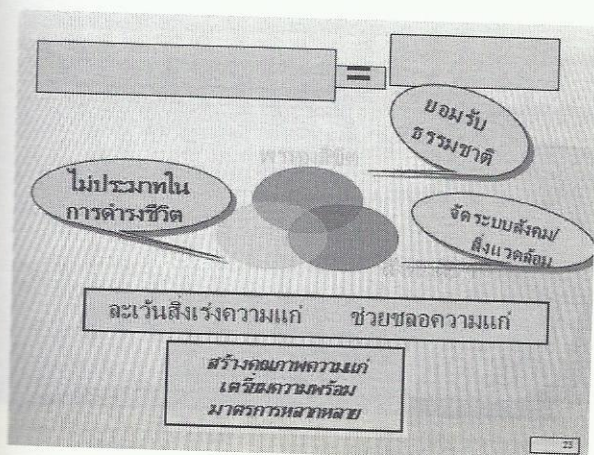 =
ยอมรับ
ธรรมชาติ
ไม่ประมาทใน
การดำรงชีวิต
จัดระบบสังคม/
สิ่งแวดล้อม
ละเว้นสิ่งเร่งความแก่ ช่วยชลอความแก่
สร้างคุณภาพความแก่
เตรียมความพร้อม
มาตรการหลากหลาย
23